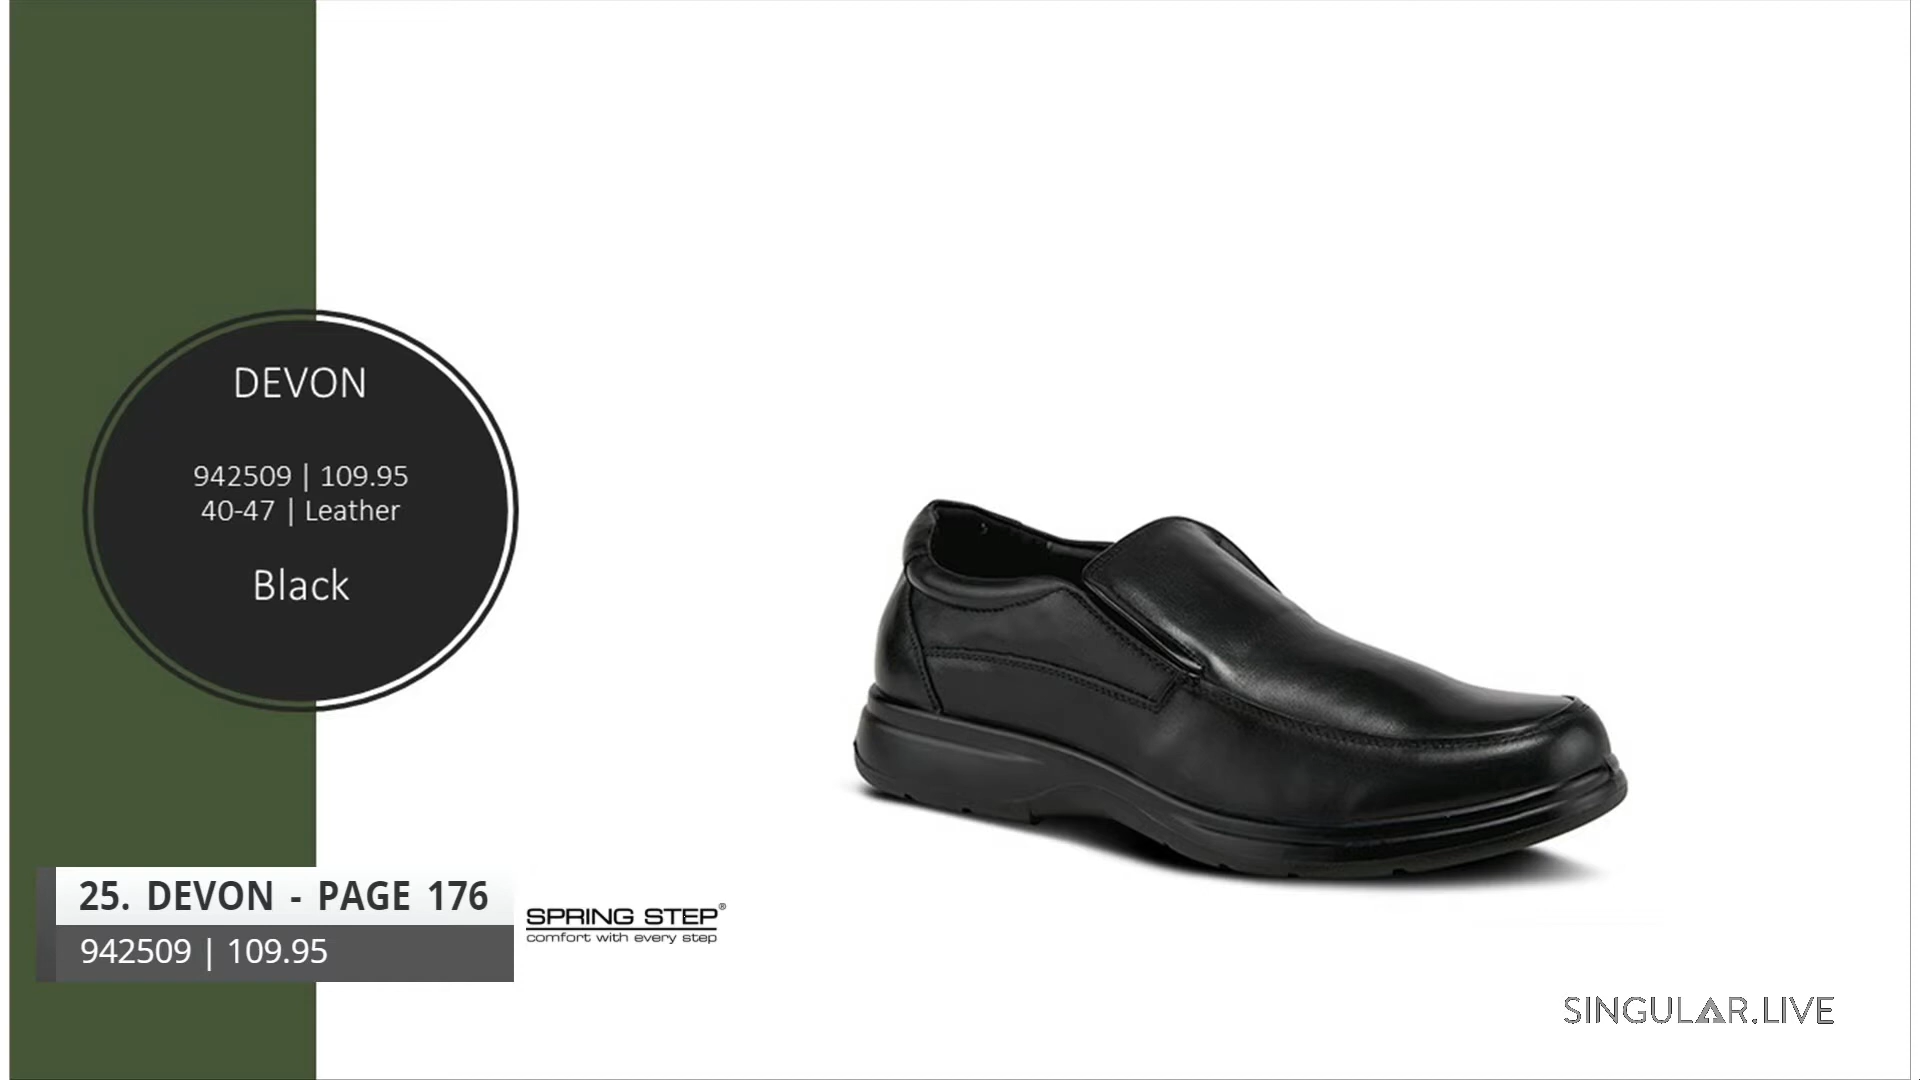 DEVON
942509 | 109.95
40-47 | Leather
Black
25. DEVON - PAGE 176
942509 | 109.95
SPRING STEP®
comfort with every step
SINGULAR.LIVE